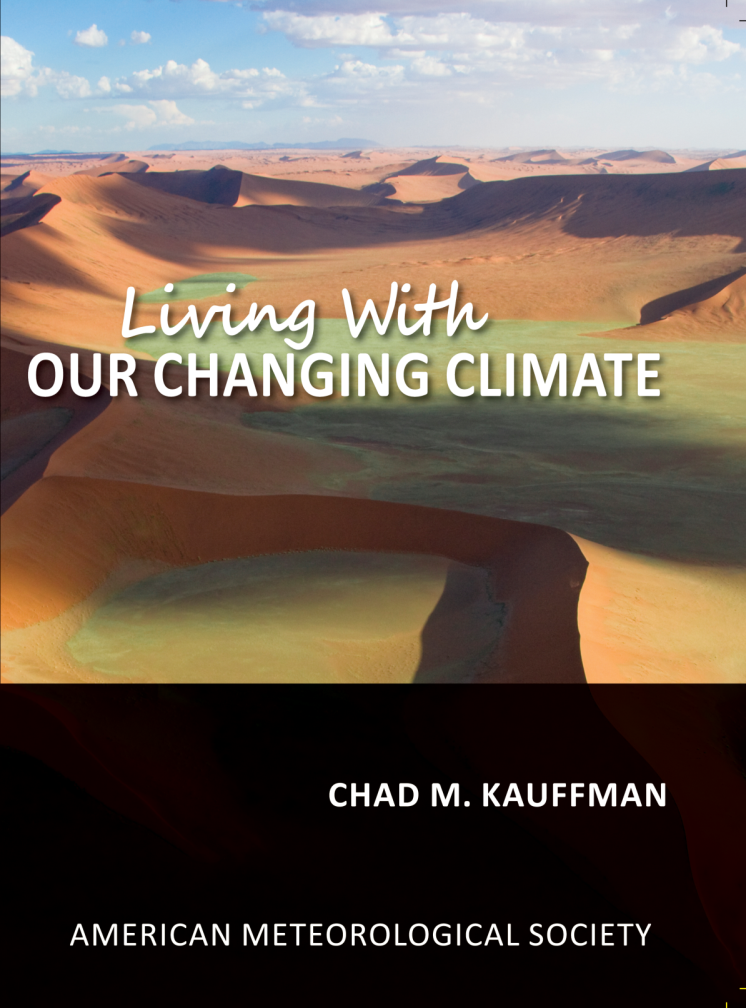 Living With
OUR CHANGING CLIMATE
CHAD M. KAUFFMAN
AMERICAN METEOROLOGICAL SOCIETY